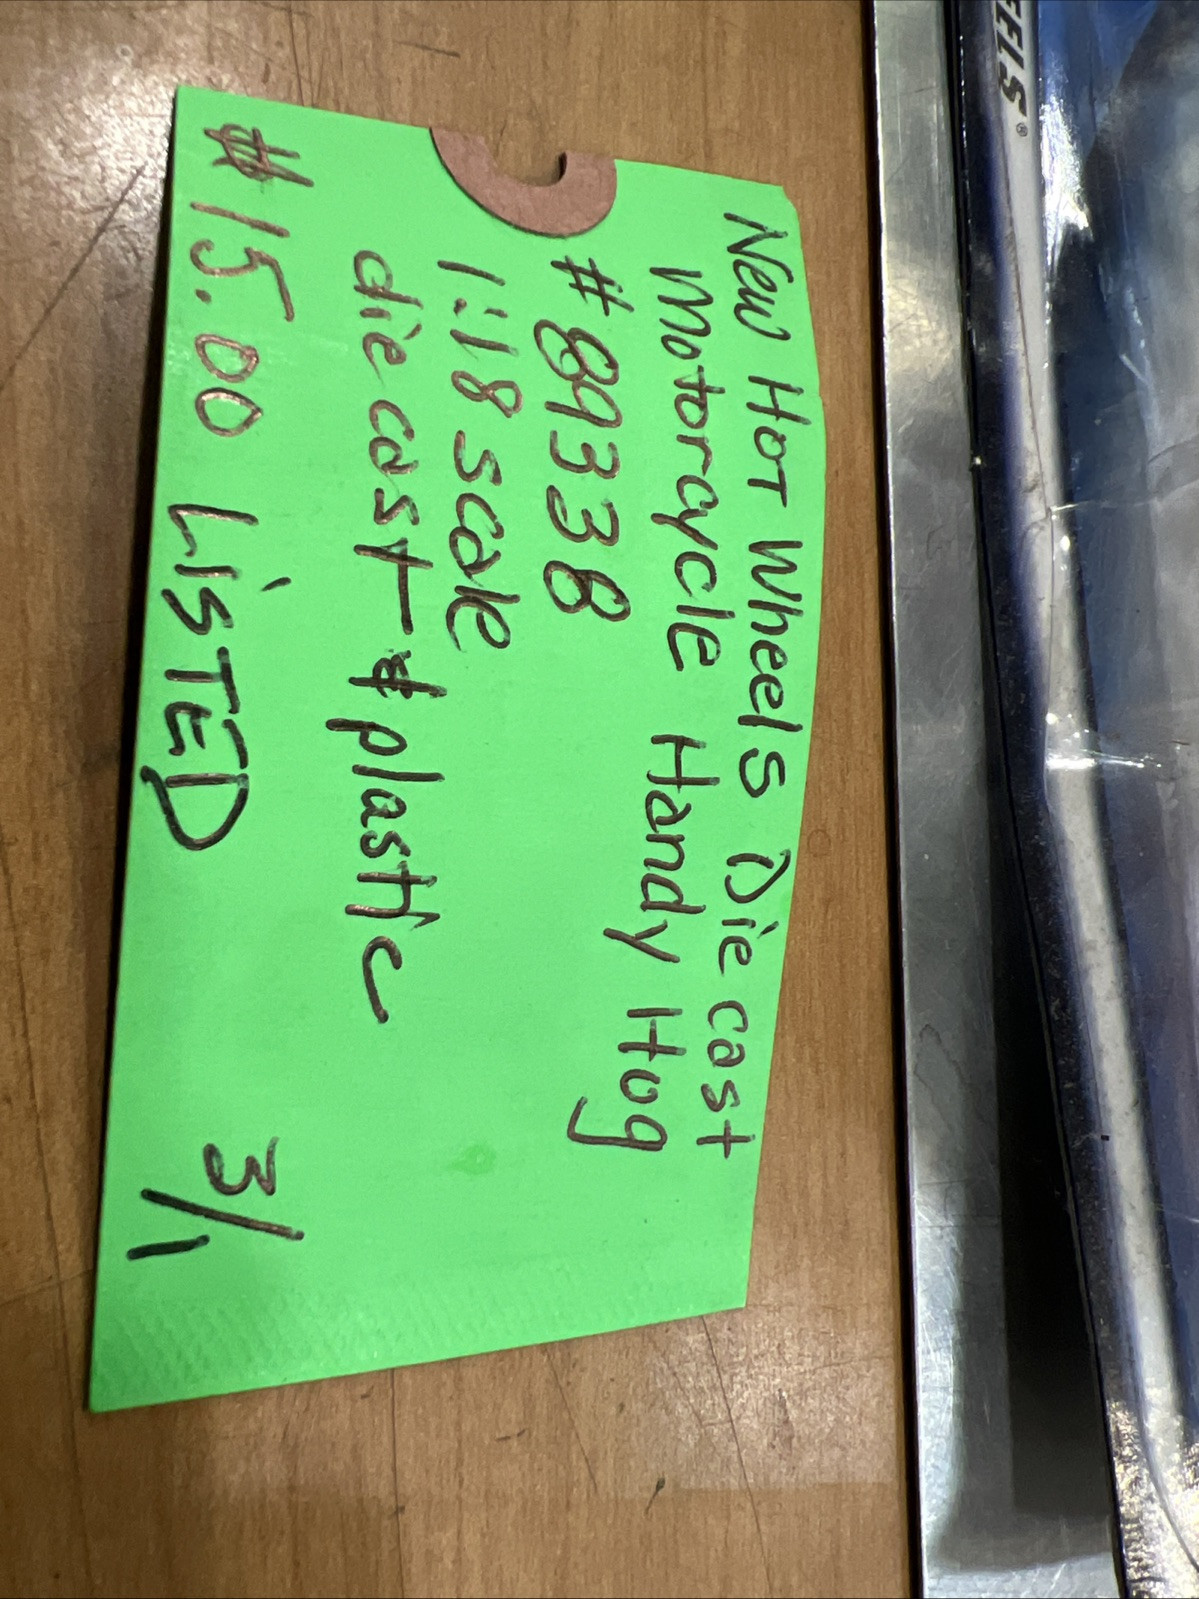 New Hot Wheels Die cast
Motorcycle Handy Hog
#89338
1:18 scale
die cast & plastic
$15.00 LiSTED 3/1
EELS®